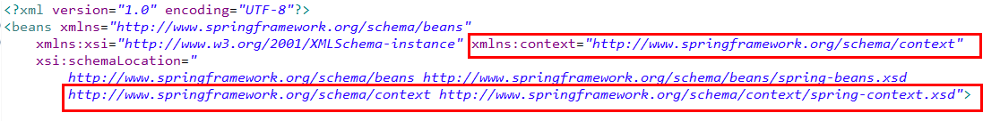 <?xml version="1.0" encoding="UTF-8"?>
<beans xmlns="http://www.springframework.org/schema/beans"
xmlns:xsi="http://www.w3.org/2001/XMLSchema-instance" xmlns:context="http://www.springframework.org/schema/context"
xsi:schemaLocation="
http://www.springframework.org/schema/beans http://www.springframework.org/schema/beans/spring-beans.xsd
http://www.springframework.org/schema/context http://www.springframework.org/schema/context/spring-context.xsd">